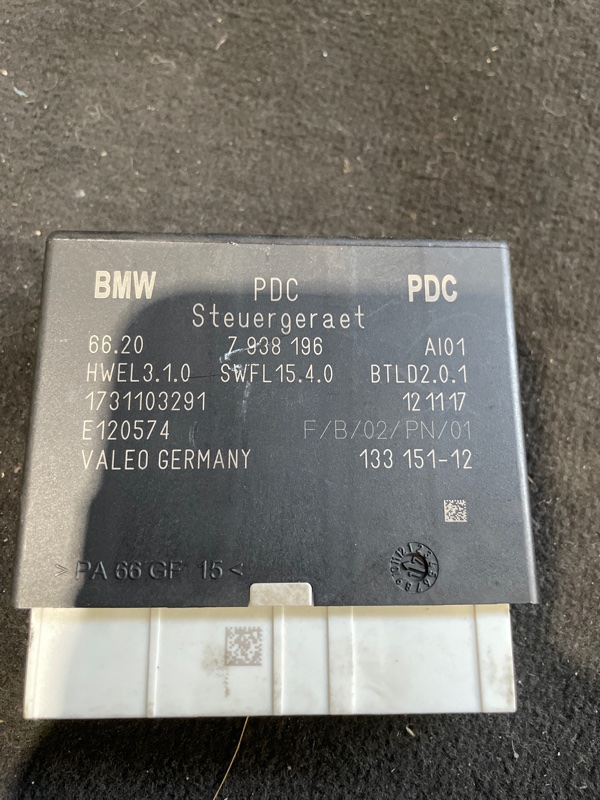 BMW PDC PDC
Steuergeraet
66.20 7 938 196 AI01
HWEL3.1.0 SWFL15.4.0 BTLD2.0.1
1731103291 12 11 17
E120574 F/B/02/PN/01
VALEO GERMANY 133 151-12
>PA 66 GF 15<